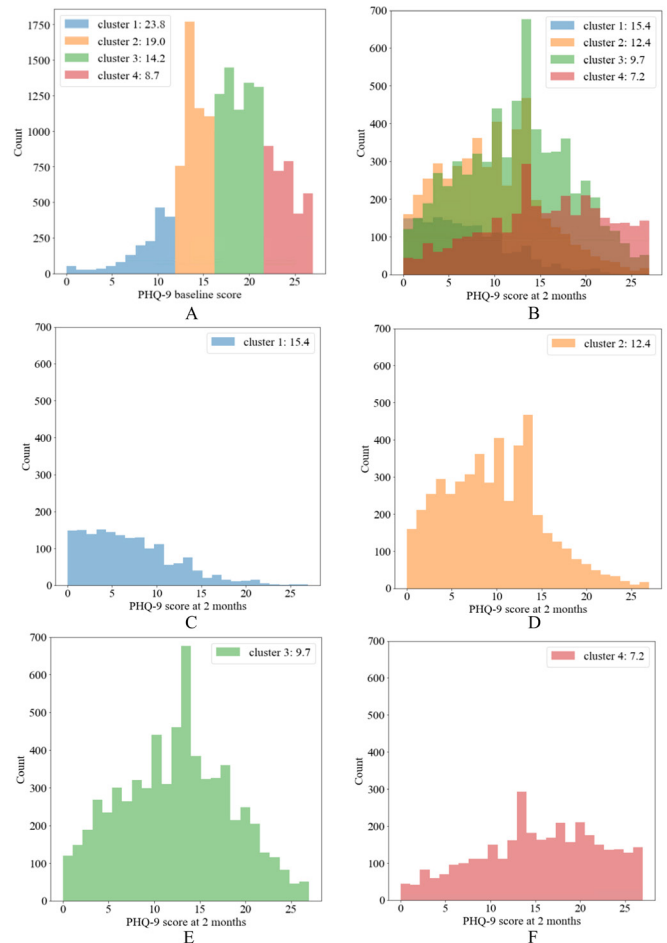 cluster 1: 23.8
cluster 2: 19.0
cluster 3: 14.2
cluster 4: 8.7
Count
1750
1500
1250
1000
750
500
250
0
0 5 10 15 20 25
PHQ-9 baseline score
A
cluster 1: 15.4
cluster 2: 12.4
cluster 3: 9.7
cluster 4: 7.2
Count
700
600
500
400
300
200
100
0
0 5 10 15 20 25
PHQ-9 score at 2 months
B
cluster 1: 15.4
Count
700
600
500
400
300
200
100
0
0 5 10 15 20 25
PHQ-9 score at 2 months
C
cluster 2: 12.4
Count
700
600
500
400
300
200
100
0
0 5 10 15 20 25
PHQ-9 score at 2 months
D
cluster 3: 9.7
Count
700
600
500
400
300
200
100
0
0 5 10 15 20 25
PHQ-9 score at 2 months
E
cluster 4: 7.2
Count
700
600
500
400
300
200
100
0
0 5 10 15 20 25
PHQ-9 score at 2 months
F